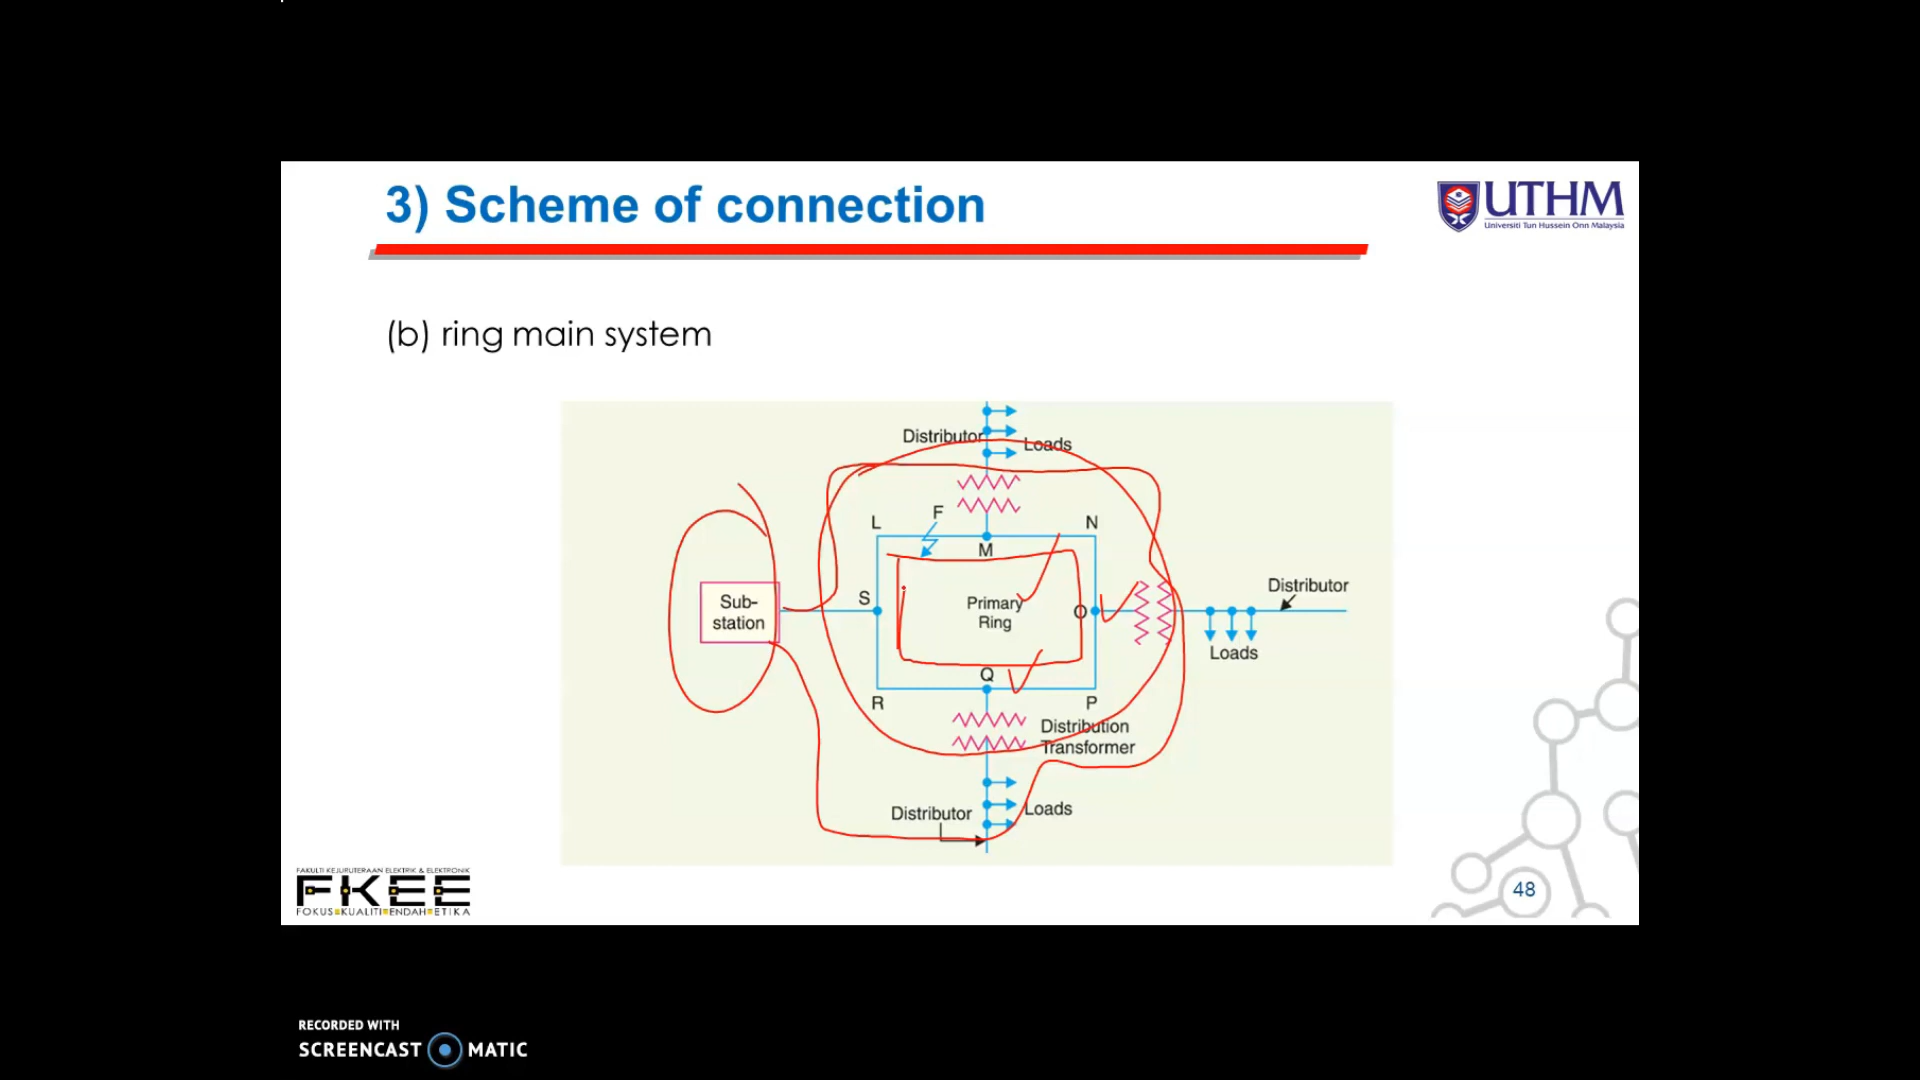 3) Scheme of connection
UTHM
Universiti Tun Hussein Onn Malaysia
(b) ring main system
Distributor
Loads
L
F
N
M
Sub-
station
S
Primary
Ring
O
Distributor
Loads
Q
R
P
Distribution
Transformer
Distributor
Loads
FAKULTI KEJURUTERAAN ELEKTRIK & ELEKTRONIK
FKEE
FOKUS KUALITI ENDAH ETIKA
48
RECORDED WITH
SCREENCAST MATIC